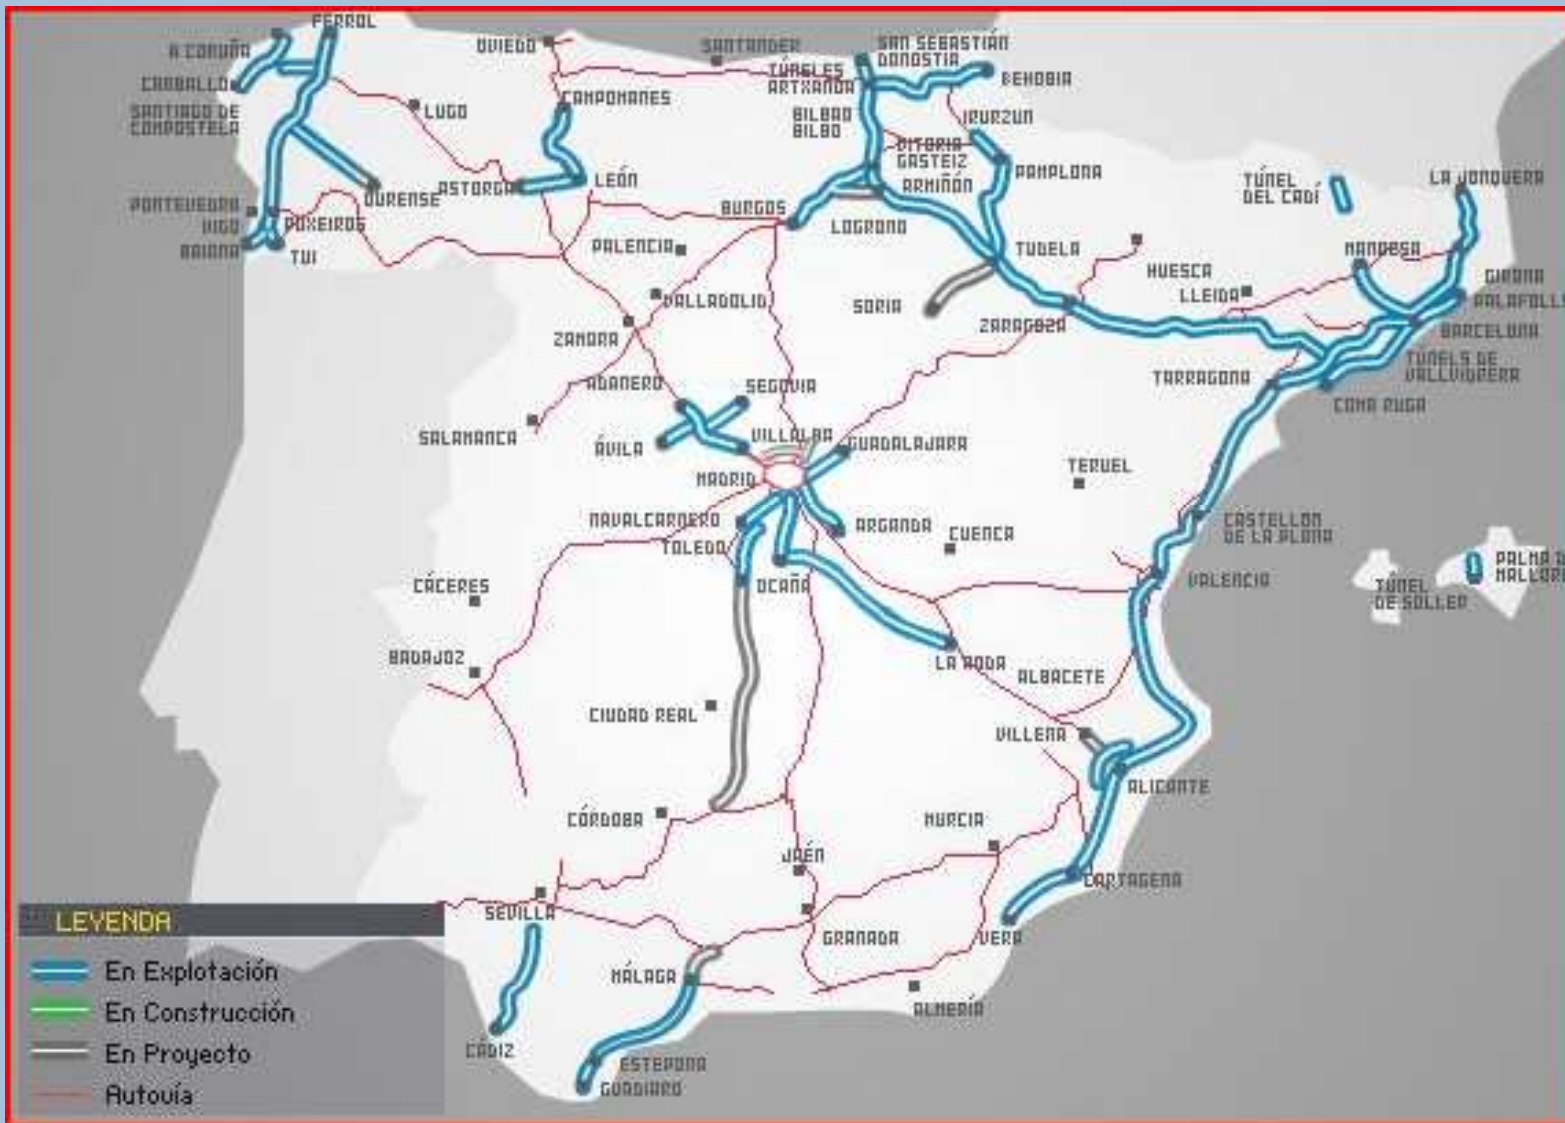 FERROL
A CORUÑA
OVIEDO
SANTANDER
SAN SEBASTIÁN
DONOSTIA
CARBALLO
TÚNELES
ARTXANDA
BEHOBIA
SANTIAGO DE
COMPOSTELA
LUGO
CAMPOMANES
BILBAO
BILBO
IRURZUN
VITORIA
GASTEIZ
PAMPLONA
OURENSE
ASTORGA
LEÓN
ARMIÑÓN
TÚNEL
DEL CADÍ
LA JONQUERA
PONTEVEDRA
VIGO
PUXEIROS
BAIONA
TUI
BURGOS
LOGROÑO
PALENCIA
TUDELA
MANRESA
HUESCA
GIRONA
VALLADOLID
SORIA
LLEIDA
PALAFOLLS
ZAMORA
ZARAGOZA
BARCELONA
ADANERO
SEGOVIA
TARRAGONA
TÚNELS DE
VALLVIDRERA
COMA RUGA
SALAMANCA
ÁVILA
VILLALBA
GUADALAJARA
MADRID
TERUEL
NAVALCARNERO
ARGANDA
CUENCA
CASTELLON
DE LA PLANA
TOLEDO
CÁCERES
OCAÑA
VALENCIA
TÚNEL
DE SOLLER
PALMA D
MALLOR
BADAJOZ
LA RODA
ALBACETE
CIUDAD REAL
VILLENA
ALICANTE
CÓRDOBA
MURCIA
JAÉN
CARTAGENA
SEVILLA
GRANADA
VERA
MÁLAGA
ALMERÍA
CÁDIZ
ESTEPONA
GUADIARO
LEYENDA
En Explotación
En Construcción
En Proyecto
Autovía